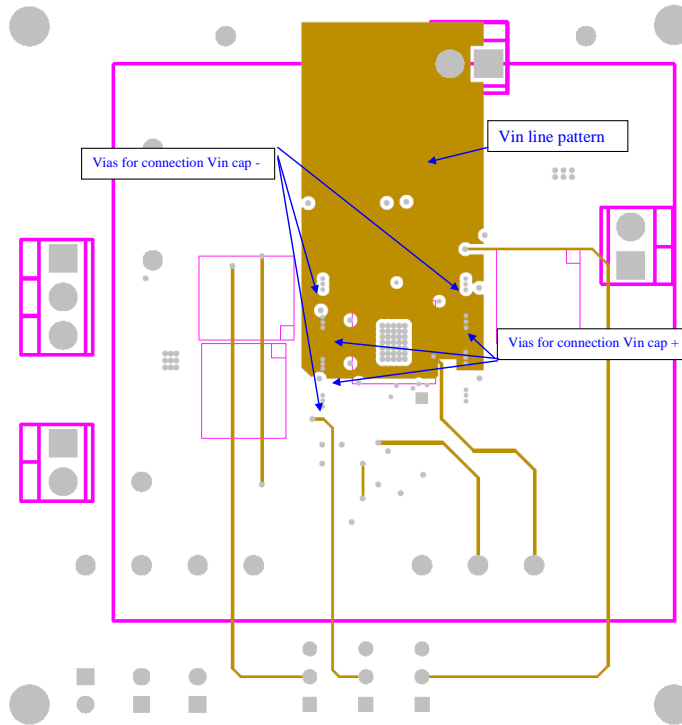 Vin line pattern
Vias for connection Vin cap -
Vias for connection Vin cap +